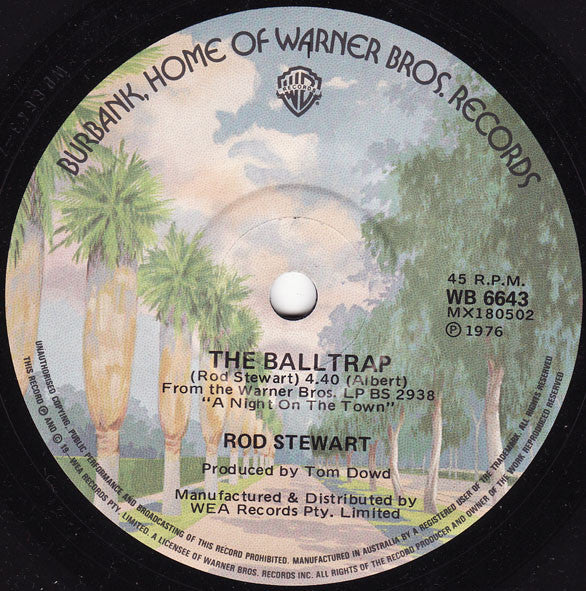 BURBANK, HOME OF WARNER BROS. RECORDS
WB
RECORDS
45 R.P.M.
WB 6643
MX180502
Ⓟ 1976
THE BALLTRAP
(Rod Stewart) 4.40 (Albert)
From the Warner Bros. LP BS 2938
"A Night On The Town"
ROD STEWART
Produced by Tom Dowd
Manufactured & Distributed by
WEA Records Pty. Limited
UNAUTHORISED COPYING, PUBLIC PERFORMANCE AND BROADCASTING OF THIS RECORD PROHIBITED. MANUFACTURED IN AUSTRALIA BY A REGISTERED USER OF THE TRADEMARK. ALL RIGHTS RESERVED
THIS RECORD Ⓟ AND © 19 WEA RECORDS PTY. LIMITED. A LICENSEE OF WARNER BROS. RECORDS INC. ALL RIGHTS OF THE RECORD PRODUCER AND OWNER OF THE WORK REPRODUCED RESERVED